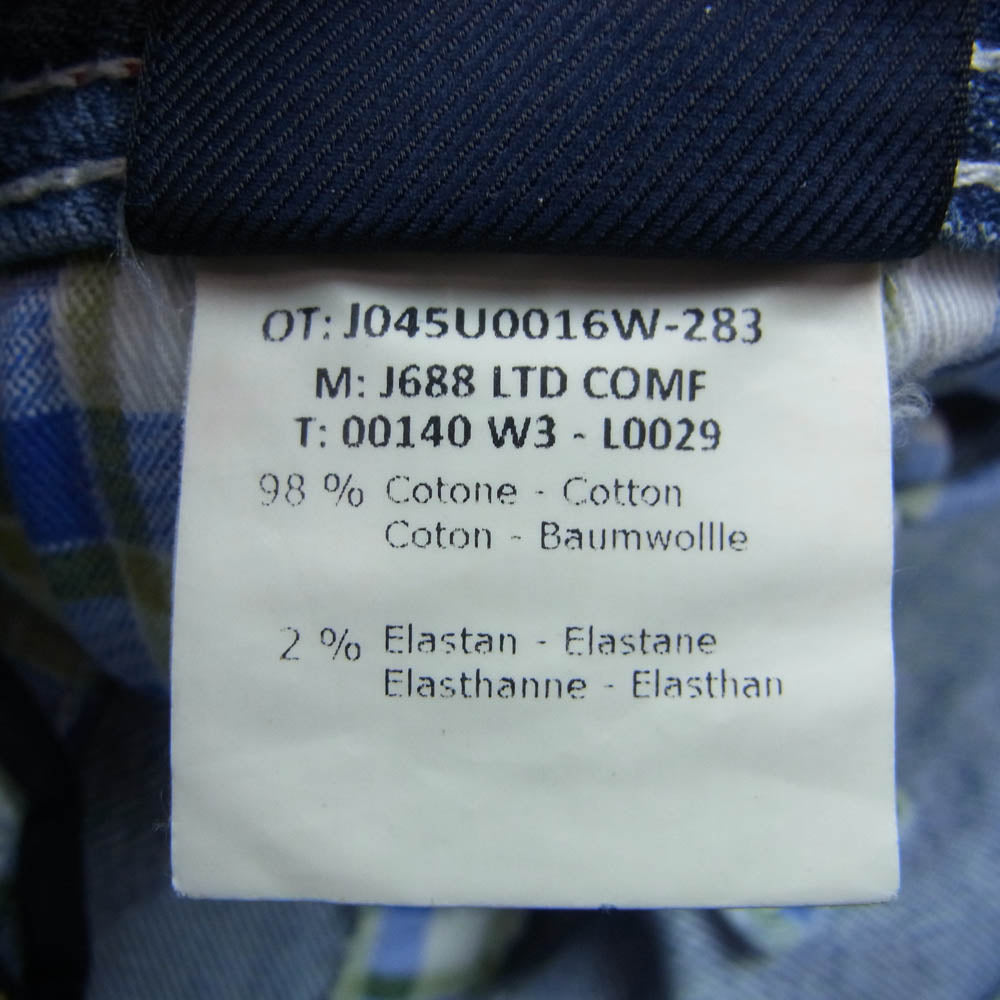 OT: J045U0016W-283
M: J688 LTD COMF
T: 00140 W3 - L0029
98 % Cotone - Cotton
Coton - Baumwollle
2 % Elastan - Elastane
Elasthanne - Elasthan